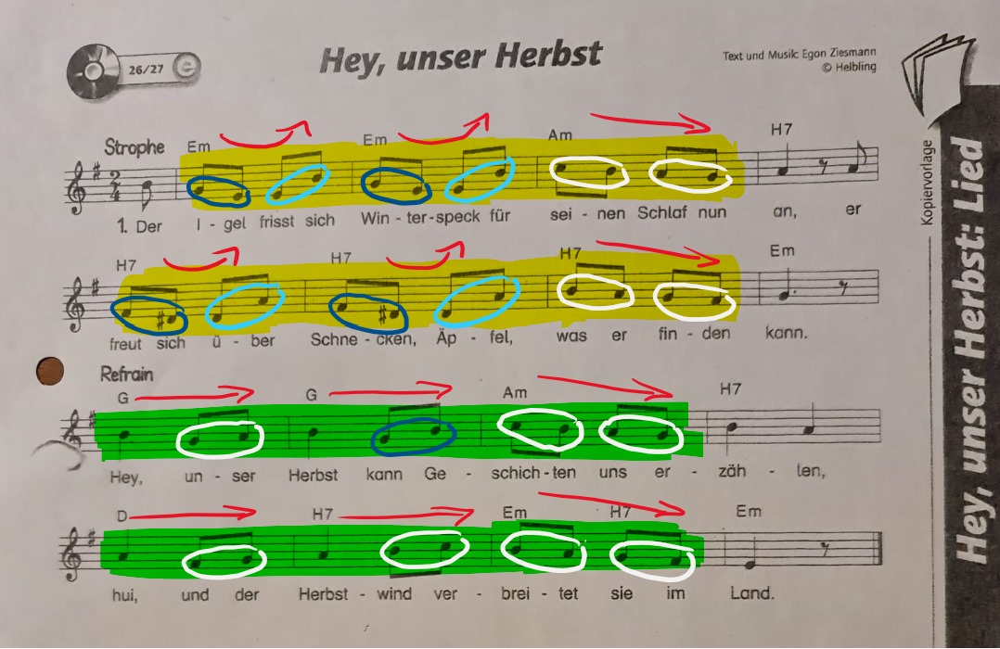 26/27
Hey, unser Herbst
Text und Musik: Egon Ziesmann
© Helbling
Strophe Em Em Am H7
2
4
1. Der I - gel frisst sich Win - ter - speck für sei - nen Schlaf nun an, er
H7 H7 H7 Em
freut sich ü - ber Schne - cken, Äp - fel, was er fin - den kann.
Refrain
G G Am H7
Hey, un - ser Herbst kann Ge - schich - ten uns er - zäh - len,
D H7 Em H7 Em
hui, und der Herbst - wind ver - brei - tet sie im Land.
Kopiervorlage
Hey, unser Herbst: Lied